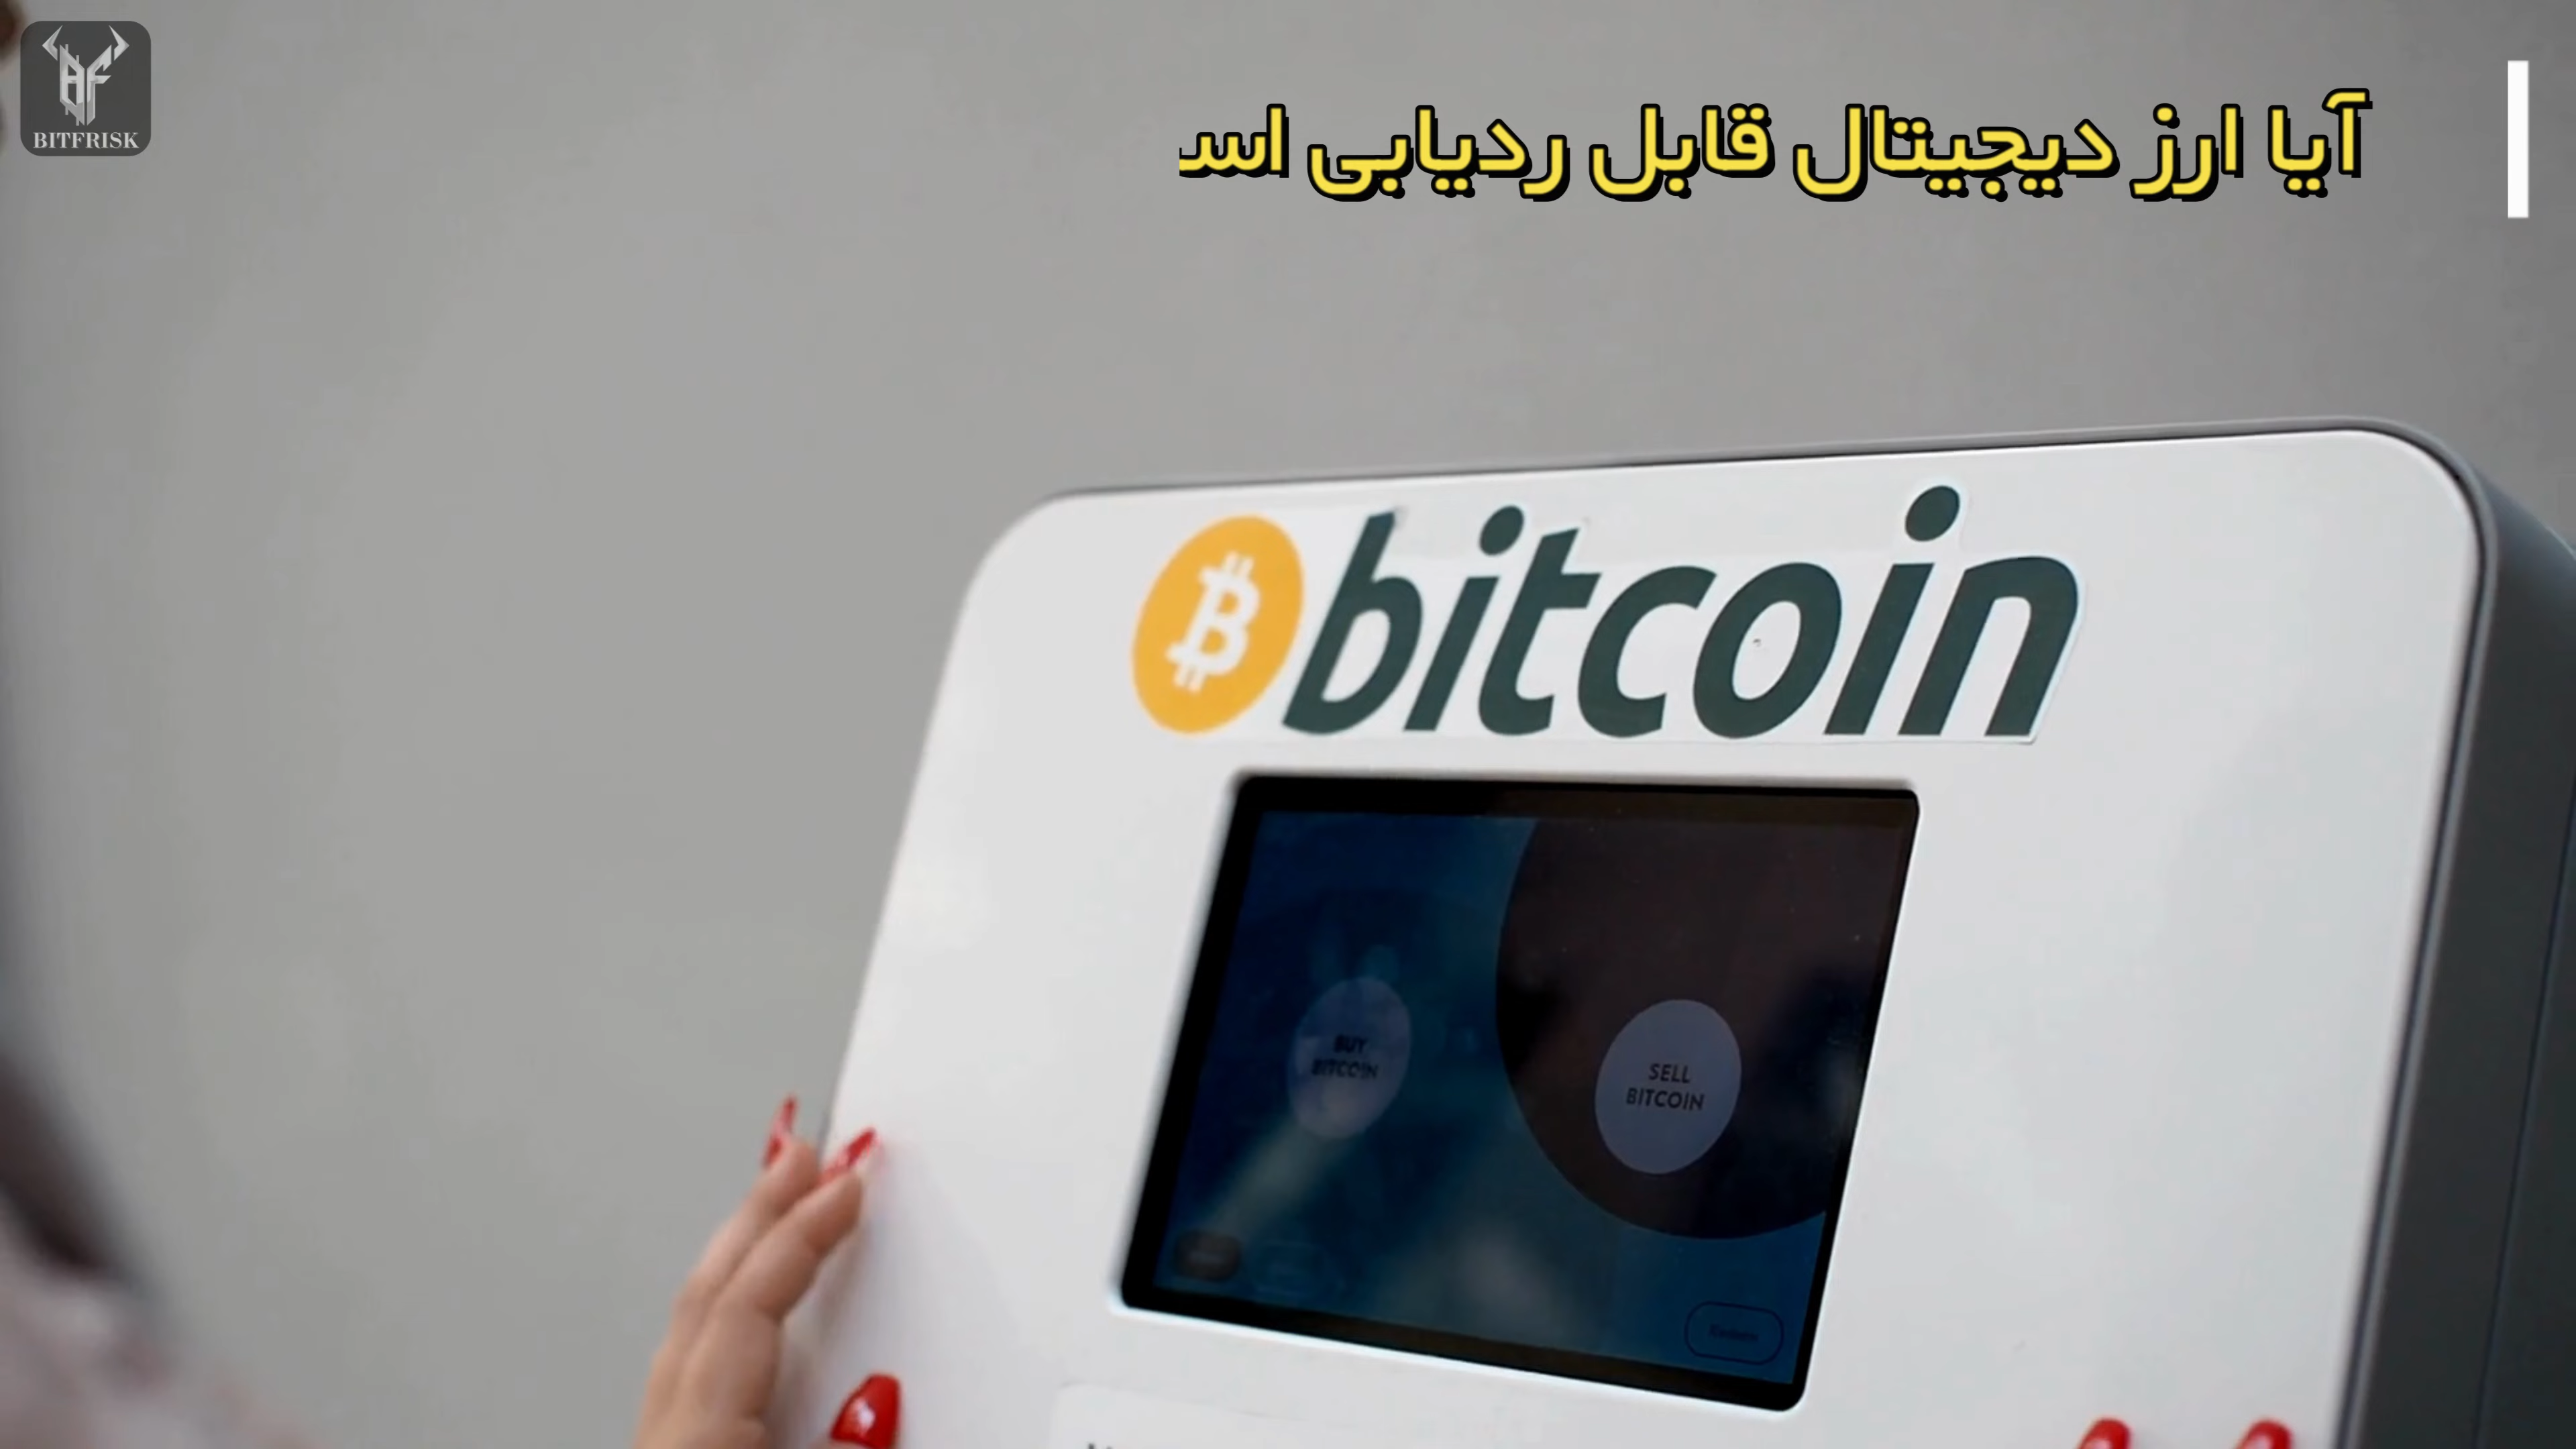 BITFRISK
آیا ارز دیجیتال قابل ردیابی اس
bitcoin
BUY
BITCOIN
SELL
BITCOIN